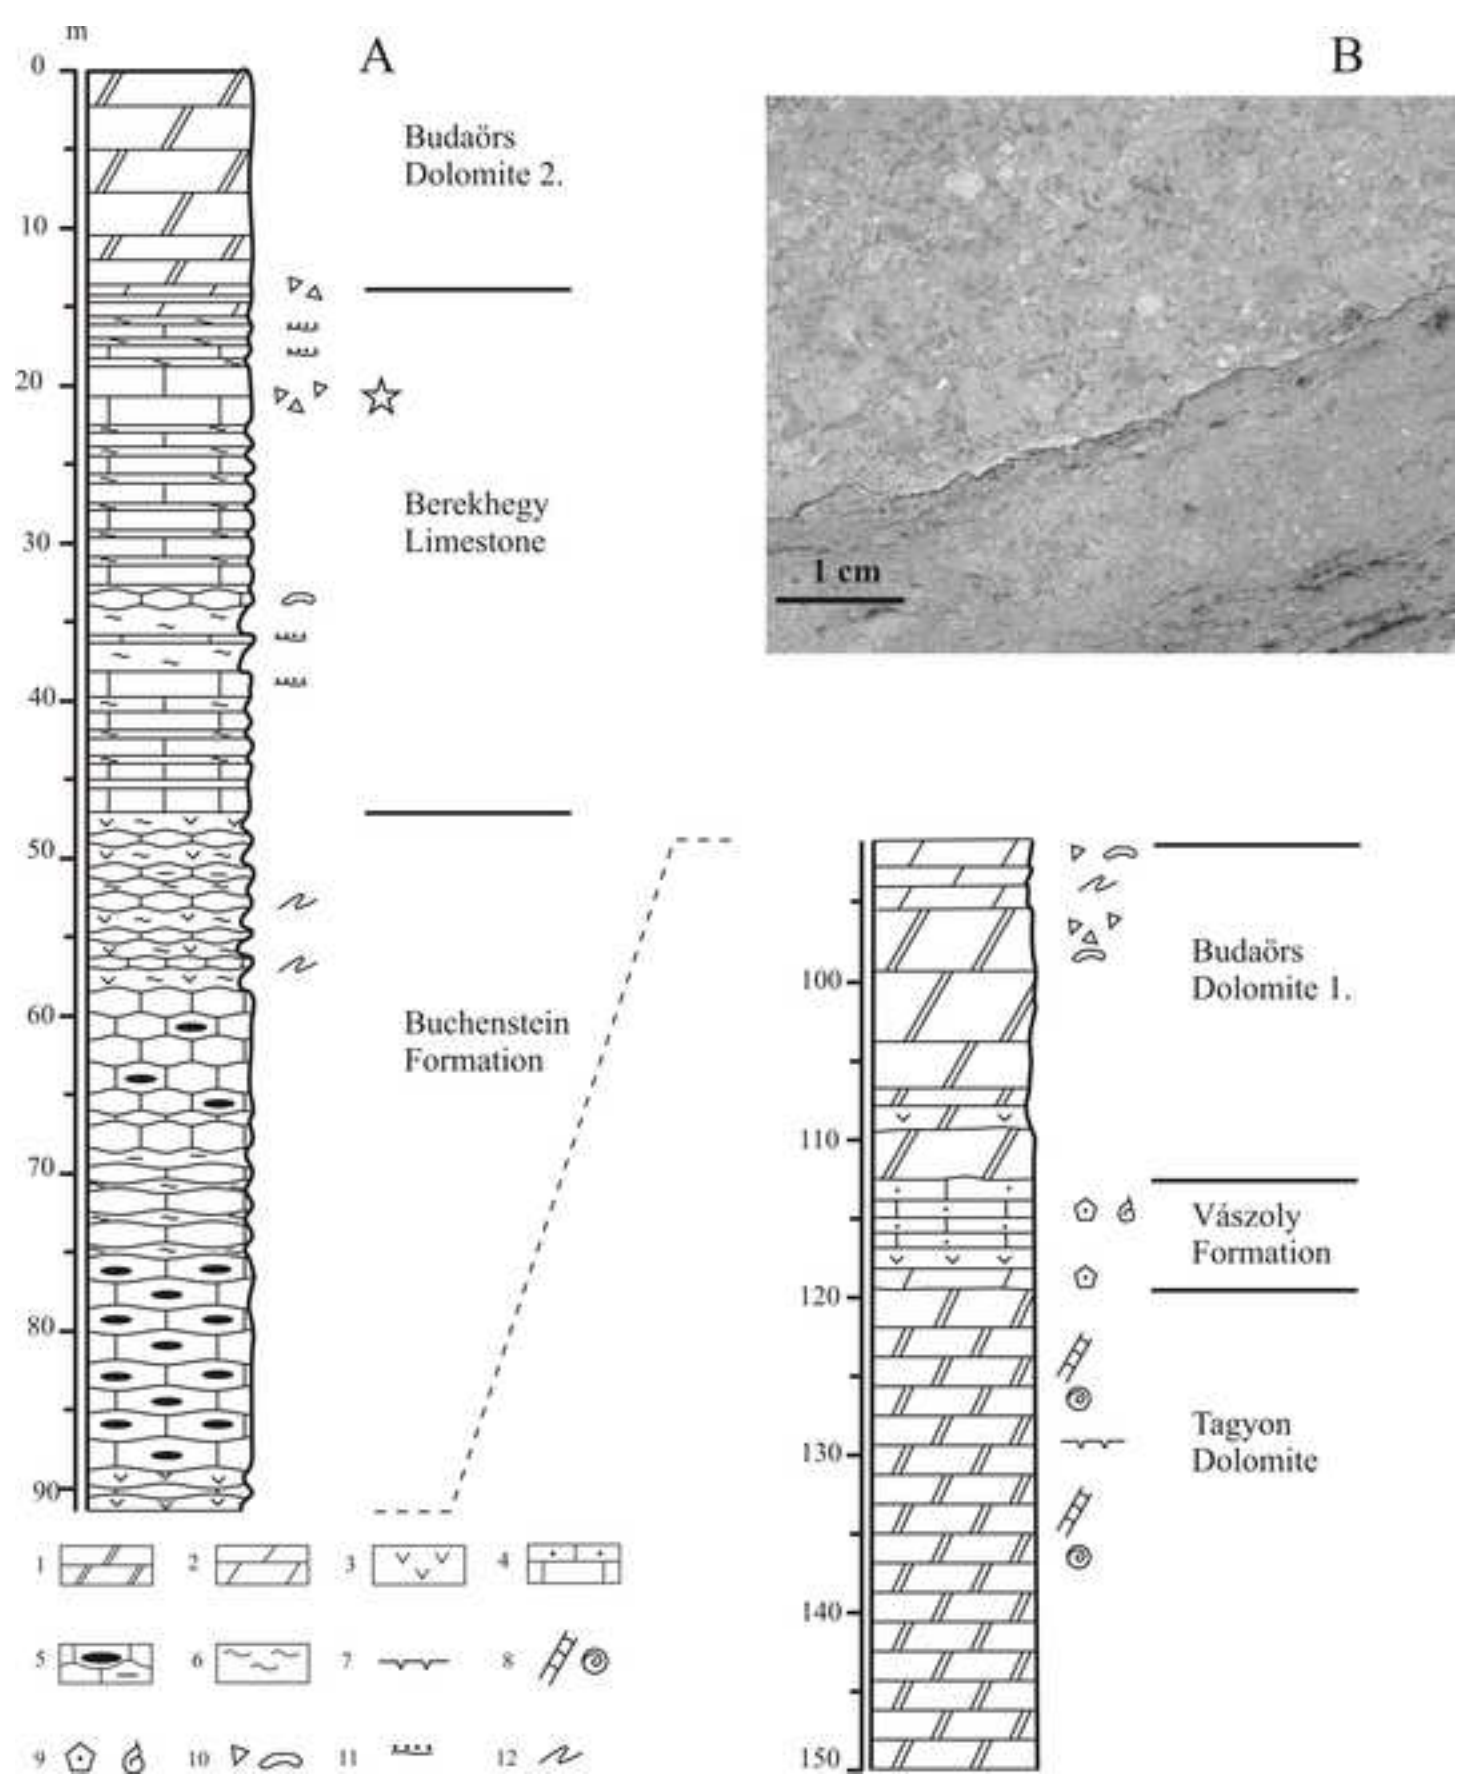 m
A
B
0
10
20
30
40
50
60
70
80
90
Budaörs
Dolomite 2.
Berekhegy
Limestone
Buchenstein
Formation
1 cm
100
110
120
130
140
150
Budaörs
Dolomite 1.
Vászoly
Formation
Tagyon
Dolomite
1 2 3 4
5 6 7 8
9 10 11 12